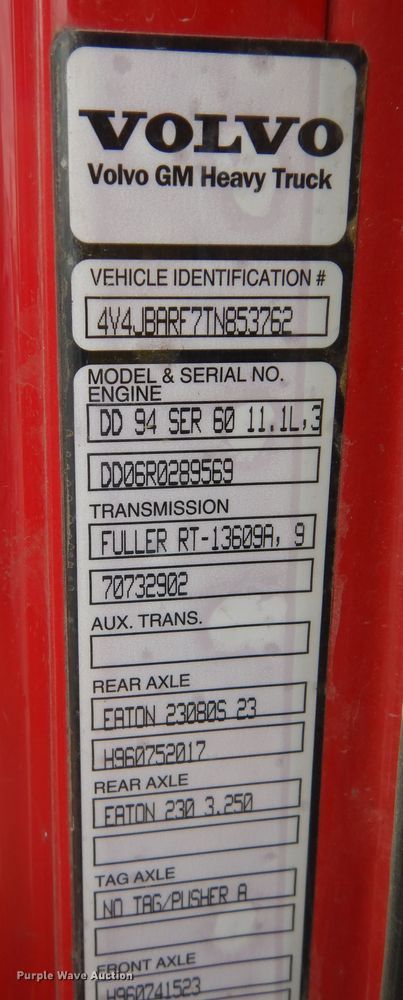 VOLVO
Volvo GM Heavy Truck
VEHICLE IDENTIFICATION #
4V4JBARF7TN853762
MODEL & SERIAL NO.
ENGINE
DD 94 SER 60 11.1L,3
DD06R0289569
TRANSMISSION
FULLER RT-13609A, 9
70732902
AUX. TRANS.
REAR AXLE
EATON 23080S 23
H960752017
REAR AXLE
EATON 230 3.250
TAG AXLE
NO TAG/PUSHER A
FRONT AXLE
H960741523
Purple Wave Auction